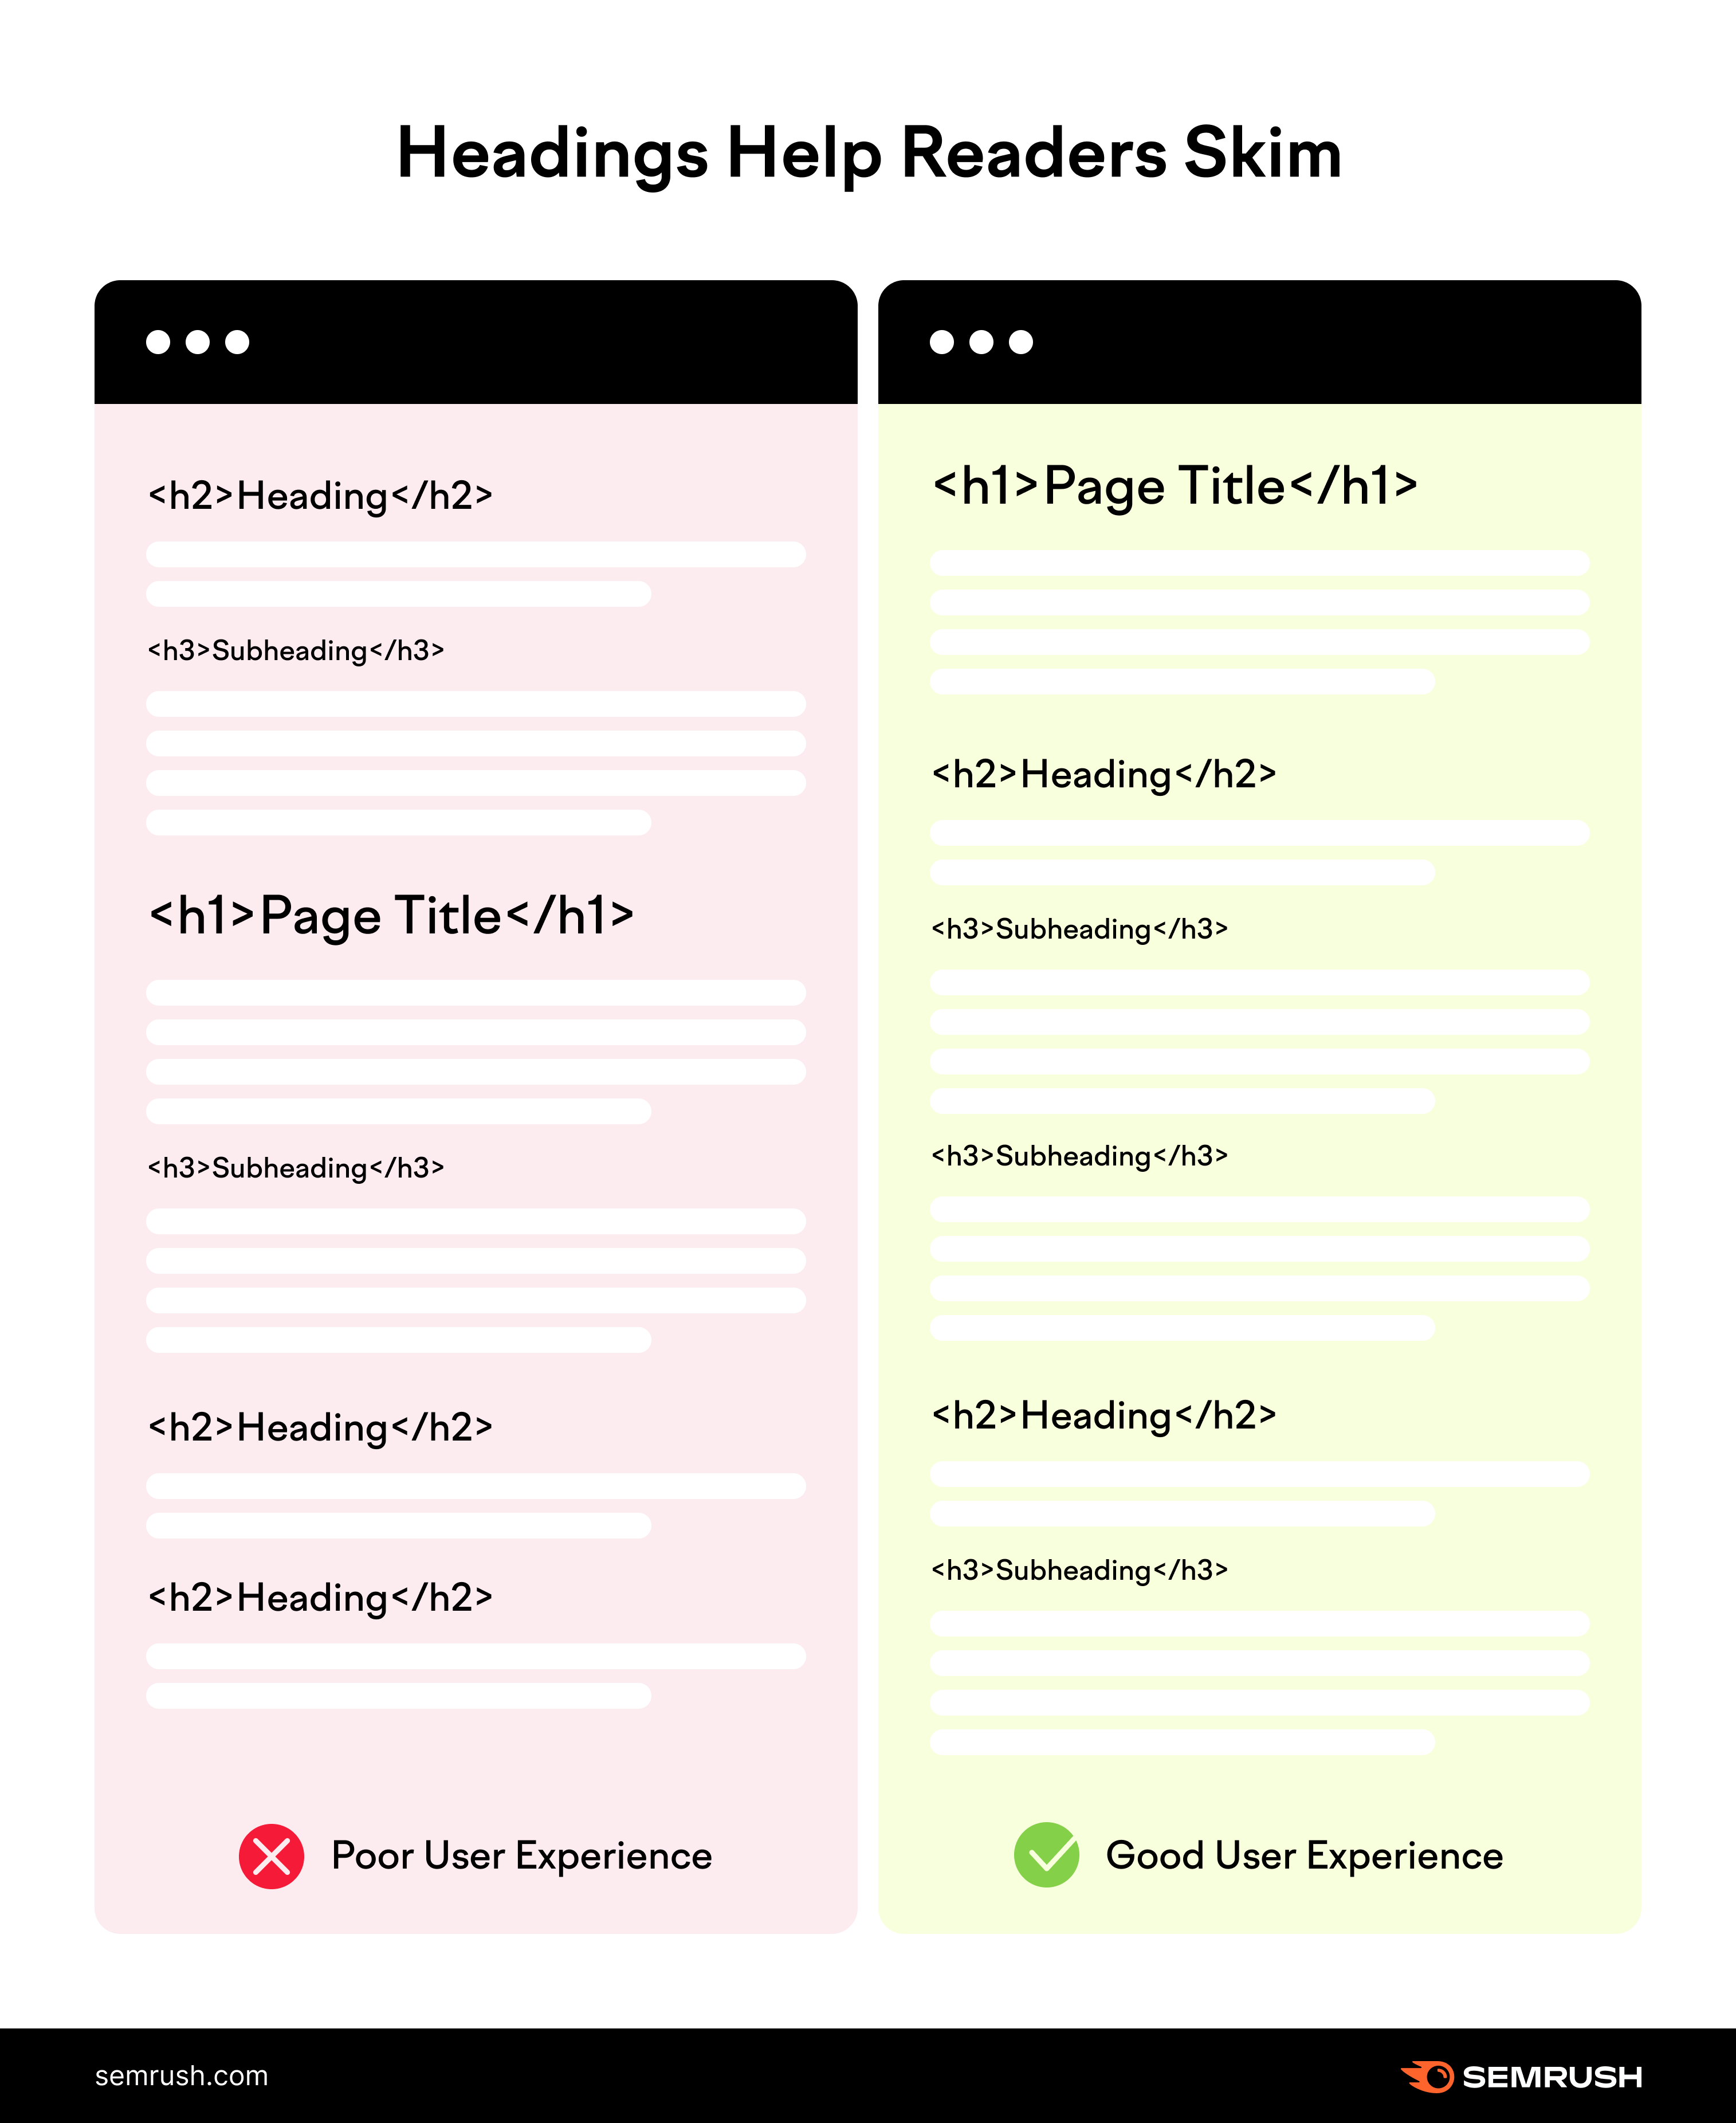 Headings Help Readers Skim
<h2>Heading</h2>
<h3>Subheading</h3>
<h1>Page Title</h1>
<h3>Subheading</h3>
<h2>Heading</h2>
<h2>Heading</h2>
Poor User Experience
<h1>Page Title</h1>
<h2>Heading</h2>
<h3>Subheading</h3>
<h3>Subheading</h3>
<h2>Heading</h2>
<h3>Subheading</h3>
Good User Experience
semrush.com
SEMRUSH